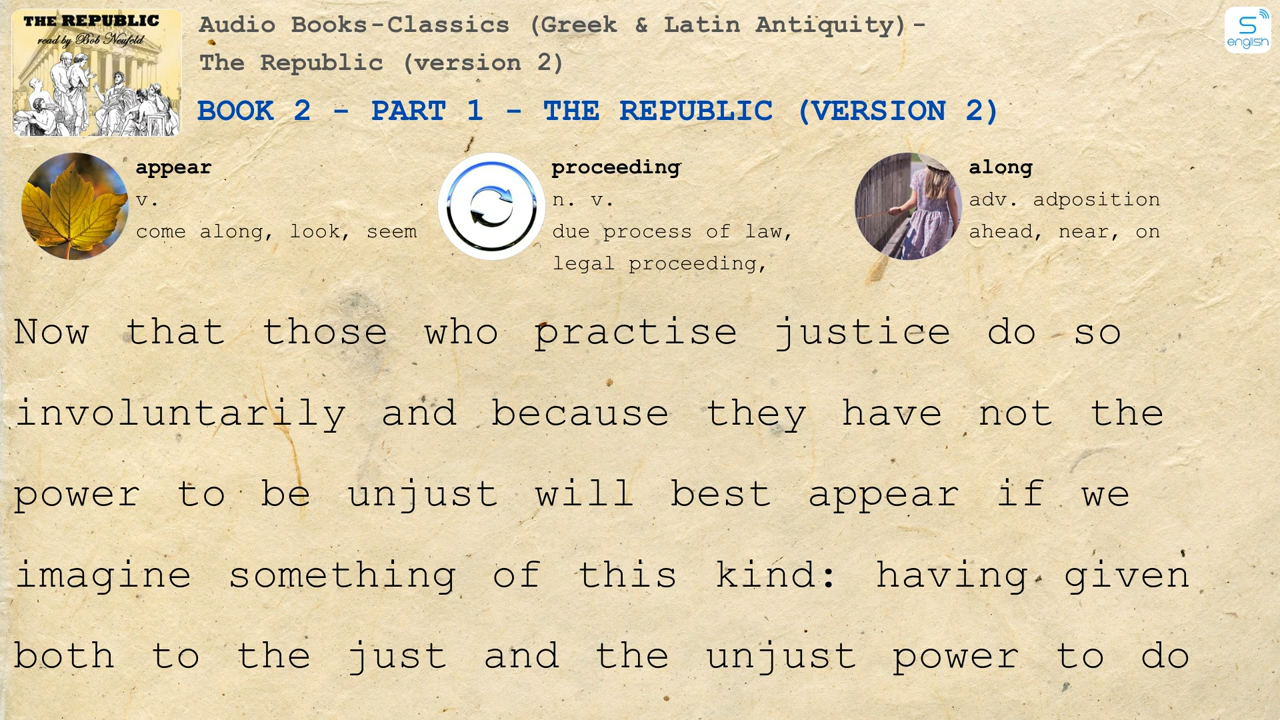 THE REPUBLIC
read by Bob Neufeld
Audio Books-Classics (Greek & Latin Antiquity)-
The Republic (version 2)
BOOK 2 - PART 1 - THE REPUBLIC (VERSION 2)
S
english
appear
v.
come along, look, seem
proceeding
n. v.
due process of law,
legal proceeding,
along
adv. adposition
ahead, near, on
Now that those who practise justice do so
involuntarily and because they have not the
power to be unjust will best appear if we
imagine something of this kind: having given
both to the just and the unjust power to do